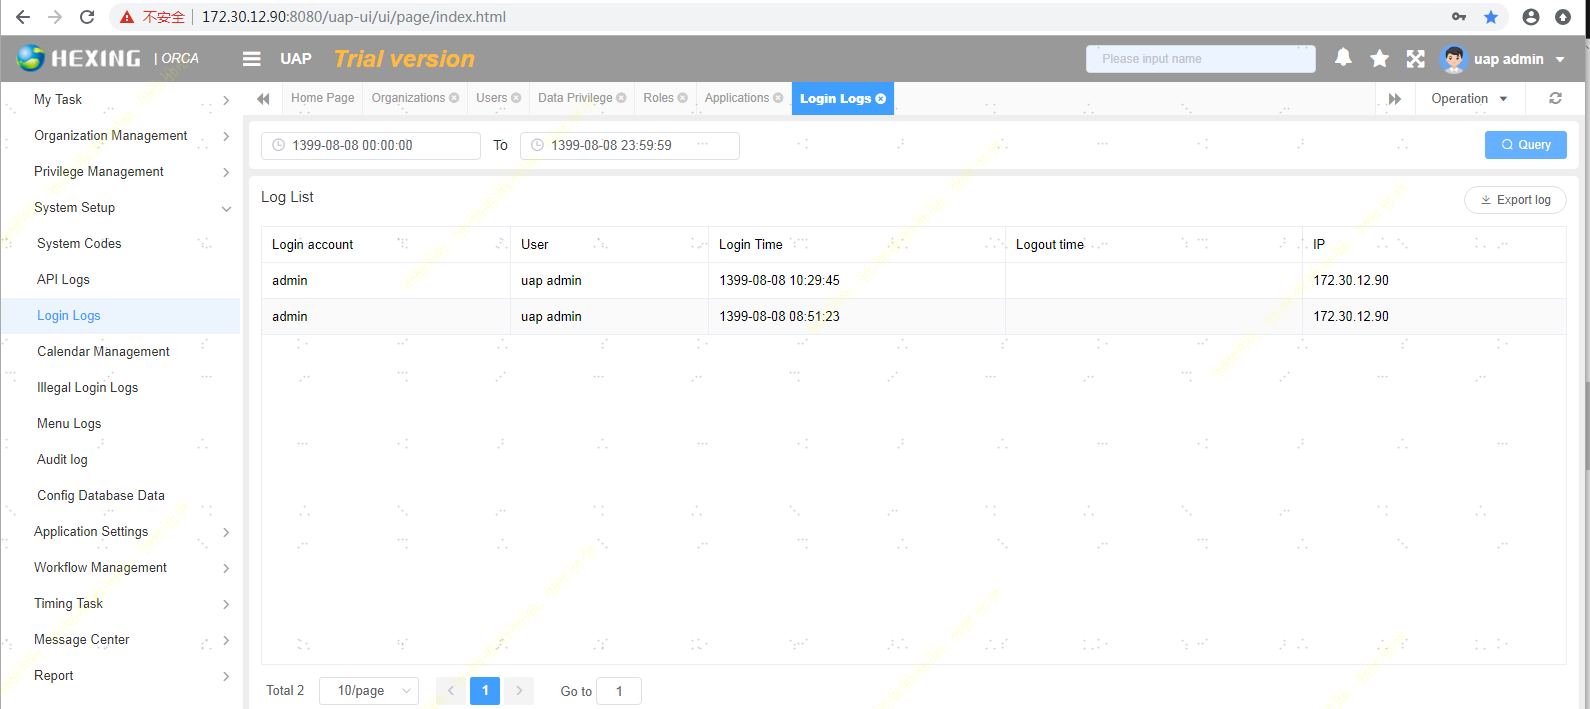 不安全 172.30.12.90:8080/uap-ui/ui/page/index.html
HEXING | ORCA UAP Trial version Please input name uap admin
My Task
Organization Management
Privilege Management
System Setup
System Codes
API Logs
Login Logs
Calendar Management
Illegal Login Logs
Menu Logs
Audit log
Config Database Data
Application Settings
Workflow Management
Timing Task
Message Center
Report
Home Page Organizations Users Data Privilege Roles Applications Login Logs Operation
1399-08-08 00:00:00 To 1399-08-08 23:59:59 Query
Log List Export log
Login account User Login Time Logout time IP
admin uap admin 1399-08-08 10:29:45 172.30.12.90
admin uap admin 1399-08-08 08:51:23 172.30.12.90
Total 2 10/page 1 Go to 1